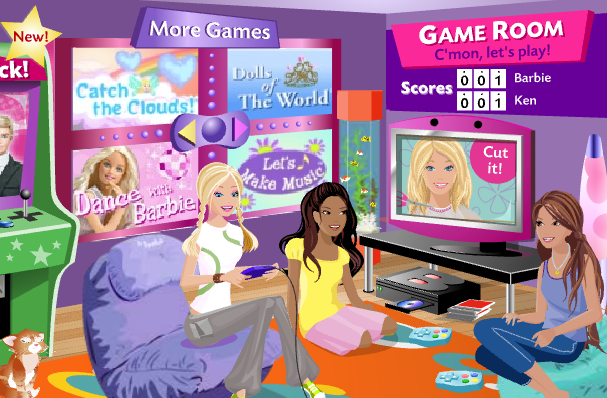 New!
ck!
More Games
GAME ROOM
C'mon, let's play!
Scores 001 Barbie
001 Ken
Catch
the Clouds!
Dolls
of
The World
Dance with
Barbie
Let's
Make Music
Cut
it!